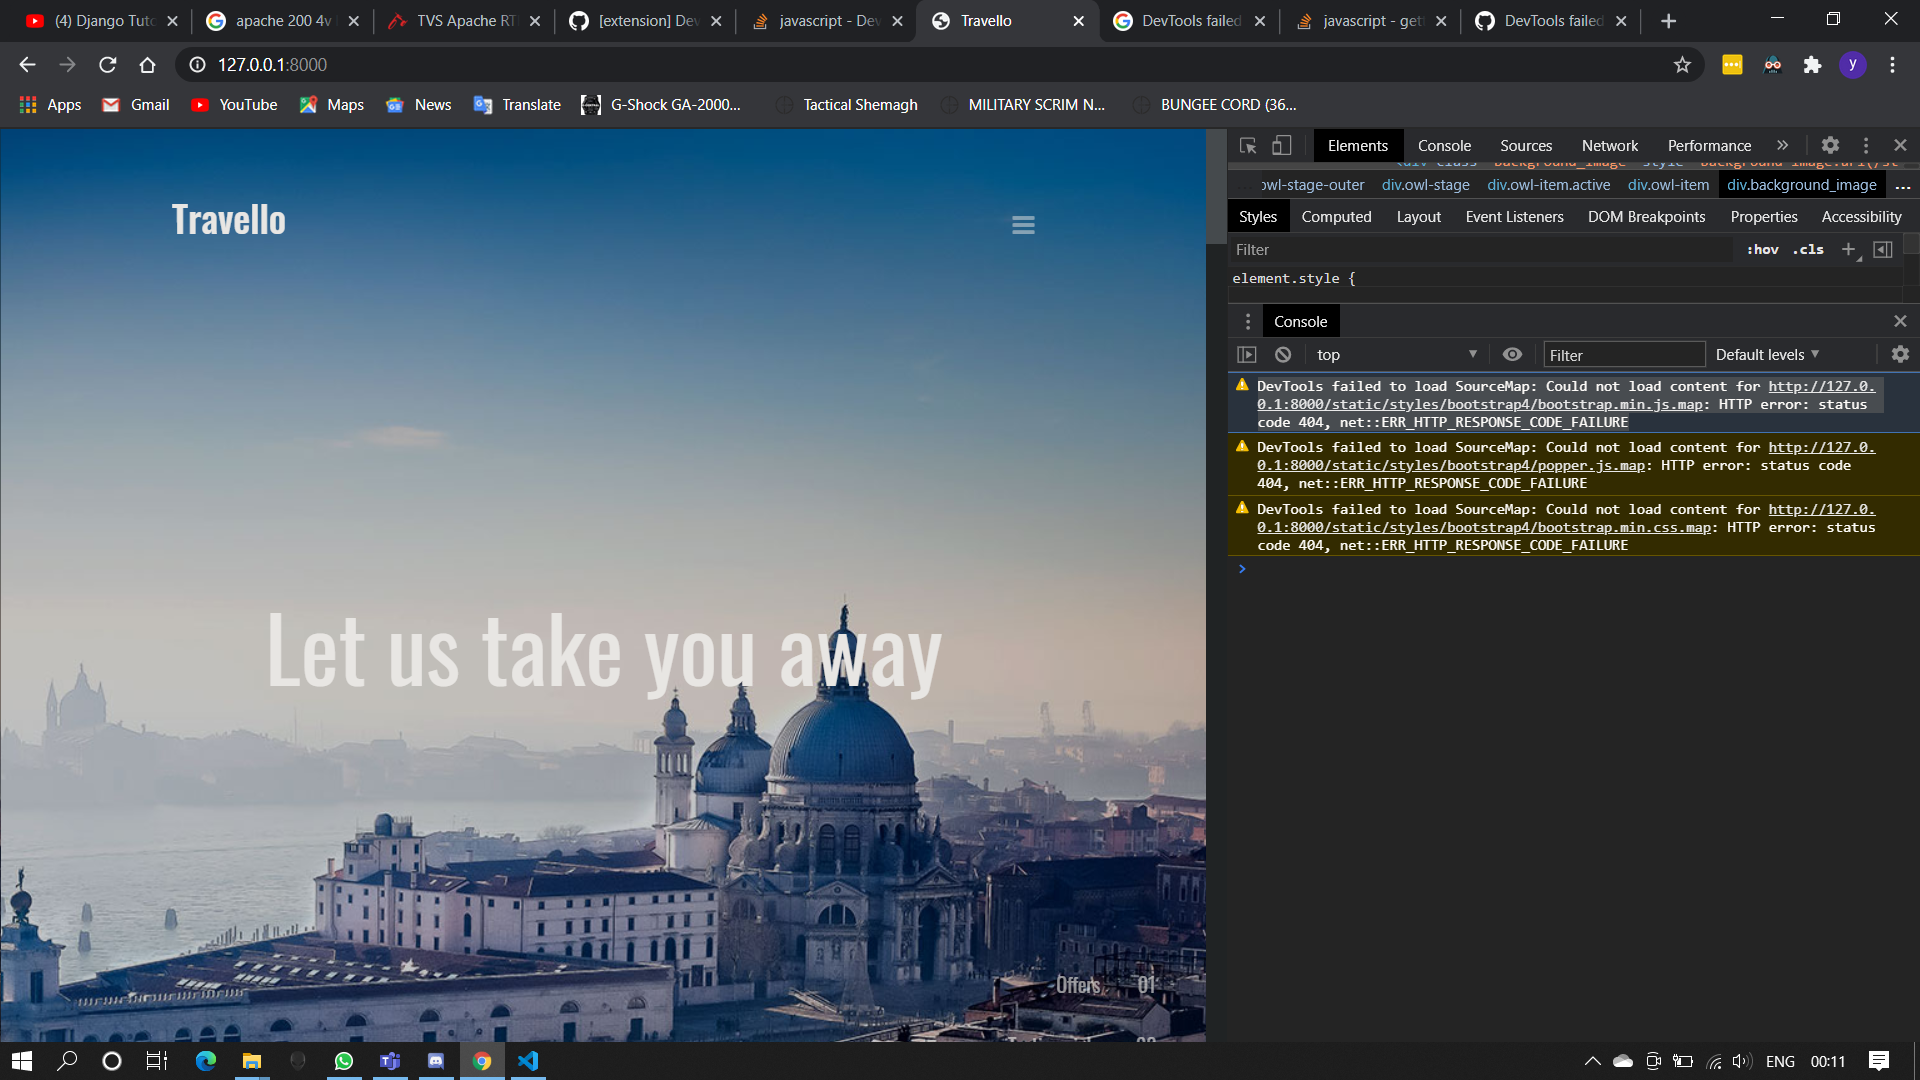 (4) Django Tuto
apache 200 4v
TVS Apache RT
[extension] Dev
javascript - Dev
Travello
DevTools failed
javascript - get
DevTools failed
127.0.0.1:8000
y
Apps
Gmail
YouTube
Maps
News
Translate
G-Shock GA-2000...
Tactical Shemagh
MILITARY SCRIM N...
BUNGEE CORD (36...
Travello
Let us take you away
Offers 01
Elements Console Sources Network Performance »
owl-stage-outer div.owl-stage div.owl-item.active div.owl-item div.background_image ...
Styles Computed Layout Event Listeners DOM Breakpoints Properties Accessibility
Filter :hov .cls +
element.style {
Console
top Filter Default levels
DevTools failed to load SourceMap: Could not load content for http://127.0.
0.1:8000/static/styles/bootstrap4/bootstrap.min.js.map: HTTP error: status
code 404, net::ERR_HTTP_RESPONSE_CODE_FAILURE
DevTools failed to load SourceMap: Could not load content for http://127.0.
0.1:8000/static/styles/bootstrap4/popper.js.map: HTTP error: status code
404, net::ERR_HTTP_RESPONSE_CODE_FAILURE
DevTools failed to load SourceMap: Could not load content for http://127.0.
0.1:8000/static/styles/bootstrap4/bootstrap.min.css.map: HTTP error: status
code 404, net::ERR_HTTP_RESPONSE_CODE_FAILURE
>
ENG 00:11